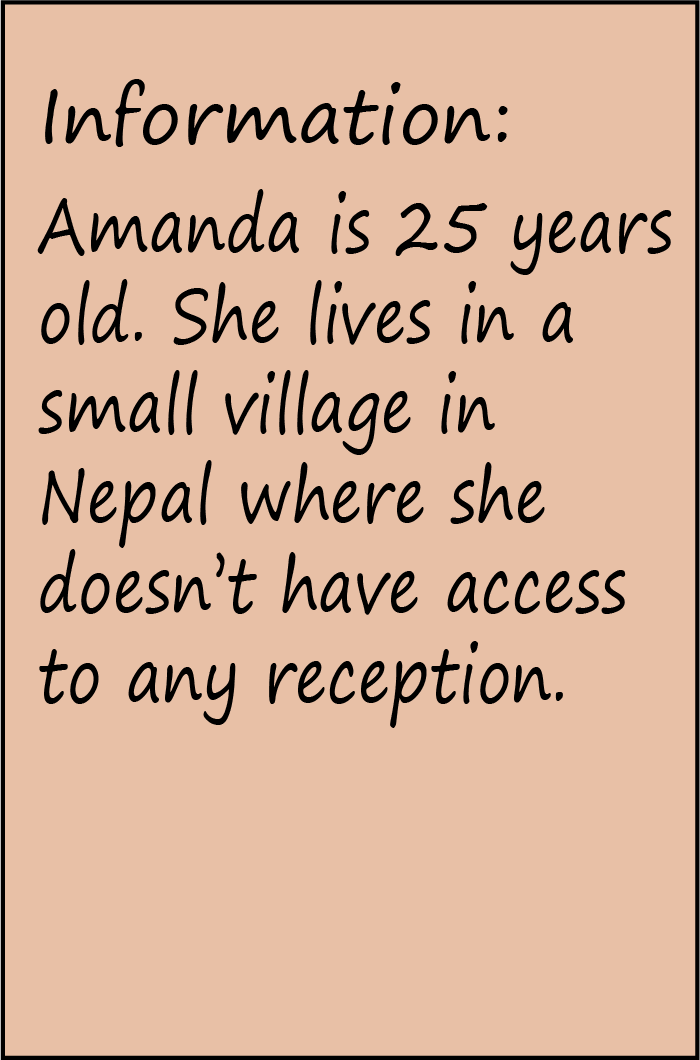 Information:
Amanda is 25 years
old. She lives in a
small village in
Nepal where she
doesn't have access
to any reception.